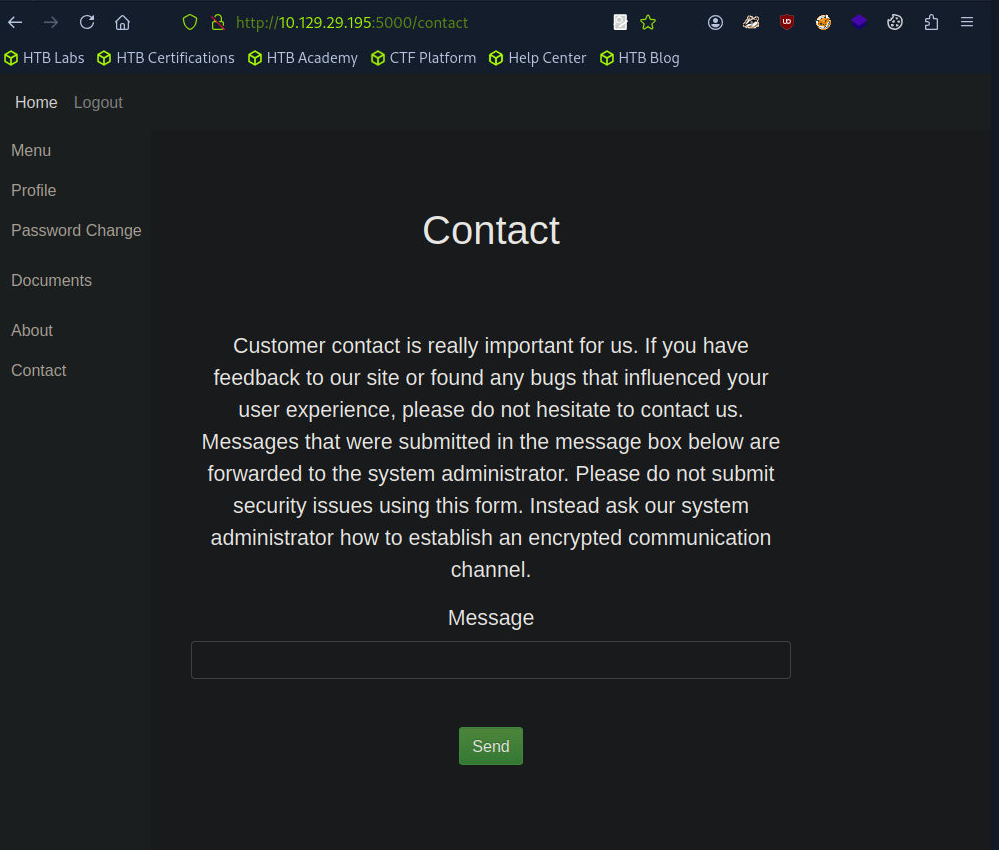 http://10.129.29.195:5000/contact
HTB Labs HTB Certifications HTB Academy CTF Platform Help Center HTB Blog
Home Logout
Menu
Profile
Password Change
Documents
About
Contact
Contact
Customer contact is really important for us. If you have
feedback to our site or found any bugs that influenced your
user experience, please do not hesitate to contact us.
Messages that were submitted in the message box below are
forwarded to the system administrator. Please do not submit
security issues using this form. Instead ask our system
administrator how to establish an encrypted communication
channel.
Message
Send